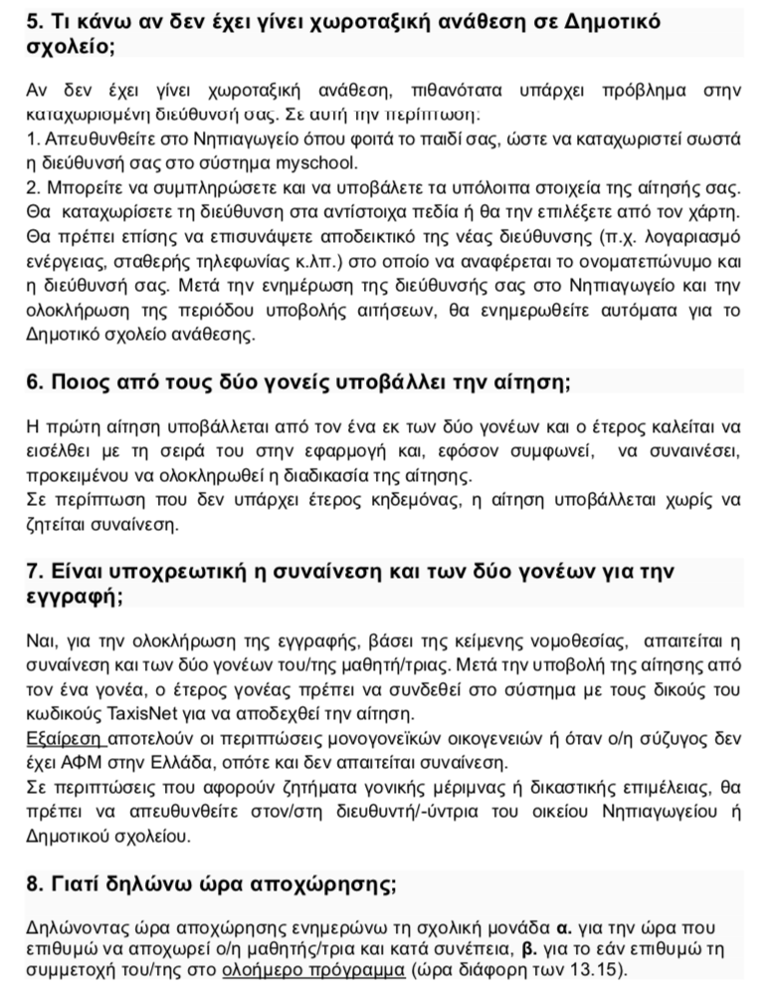 5. Τι κάνω αν δεν έχει γίνει χωροταξική ανάθεση σε Δημοτικό
σχολείο;
Αν δεν έχει γίνει χωροταξική ανάθεση, πιθανότατα υπάρχει πρόβλημα στην
καταχωρισμένη διεύθυνσή σας. Σε αυτή την περίπτωση:
1. Απευθυνθείτε στο Νηπιαγωγείο όπου φοιτά το παιδί σας, ώστε να καταχωριστεί σωστά
η διεύθυνσή σας στο σύστημα myschool.
2. Μπορείτε να συμπληρώσετε και να υποβάλετε τα υπόλοιπα στοιχεία της αίτησής σας.
Θα καταχωρίσετε τη διεύθυνση στα αντίστοιχα πεδία ή θα την επιλέξετε από τον χάρτη.
Θα πρέπει επίσης να επισυνάψετε αποδεικτικό της νέας διεύθυνσης (π.χ. λογαριασμό
ενέργειας, σταθερής τηλεφωνίας κ.λπ.) στο οποίο να αναφέρεται το ονοματεπώνυμο και
η διεύθυνσή σας. Μετά την ενημέρωση της διεύθυνσής σας στο Νηπιαγωγείο και την
ολοκλήρωση της περιόδου υποβολής αιτήσεων, θα ενημερωθείτε αυτόματα για το
Δημοτικό σχολείο ανάθεσης.
6. Ποιος από τους δύο γονείς υποβάλλει την αίτηση;
Η πρώτη αίτηση υποβάλλεται από τον ένα εκ των δύο γονέων και ο έτερος καλείται να
εισέλθει με τη σειρά του στην εφαρμογή και, εφόσον συμφωνεί, να συναινέσει,
προκειμένου να ολοκληρωθεί η διαδικασία της αίτησης.
Σε περίπτωση που δεν υπάρχει έτερος κηδεμόνας, η αίτηση υποβάλλεται χωρίς να
ζητείται συναίνεση.
7. Είναι υποχρεωτική η συναίνεση και των δύο γονέων για την
εγγραφή;
Ναι, για την ολοκλήρωση της εγγραφής, βάσει της κείμενης νομοθεσίας, απαιτείται η
συναίνεση και των δύο γονέων του/της μαθητή/τριας. Μετά την υποβολή της αίτησης από
τον ένα γονέα, ο έτερος γονέας πρέπει να συνδεθεί στο σύστημα με τους δικούς του
κωδικούς TaxisNet για να αποδεχθεί την αίτηση.
Εξαίρεση αποτελούν οι περιπτώσεις μονογονεϊκών οικογενειών ή όταν ο/η σύζυγος δεν
έχει ΑΦΜ στην Ελλάδα, οπότε και δεν απαιτείται συναίνεση.
Σε περιπτώσεις που αφορούν ζητήματα γονικής μέριμνας ή δικαστικής επιμέλειας, θα
πρέπει να απευθυνθείτε στον/στη διευθυντή/-ύντρια του οικείου Νηπιαγωγείου ή
Δημοτικού σχολείου.
8. Γιατί δηλώνω ώρα αποχώρησης;
Δηλώνοντας ώρα αποχώρησης ενημερώνω τη σχολική μονάδα α. για την ώρα που
επιθυμώ να αποχωρεί ο/η μαθητής/τρια και κατά συνέπεια, β. για το εάν επιθυμώ τη
συμμετοχή του/της στο ολοήμερο πρόγραμμα (ώρα διάφορη των 13.15).